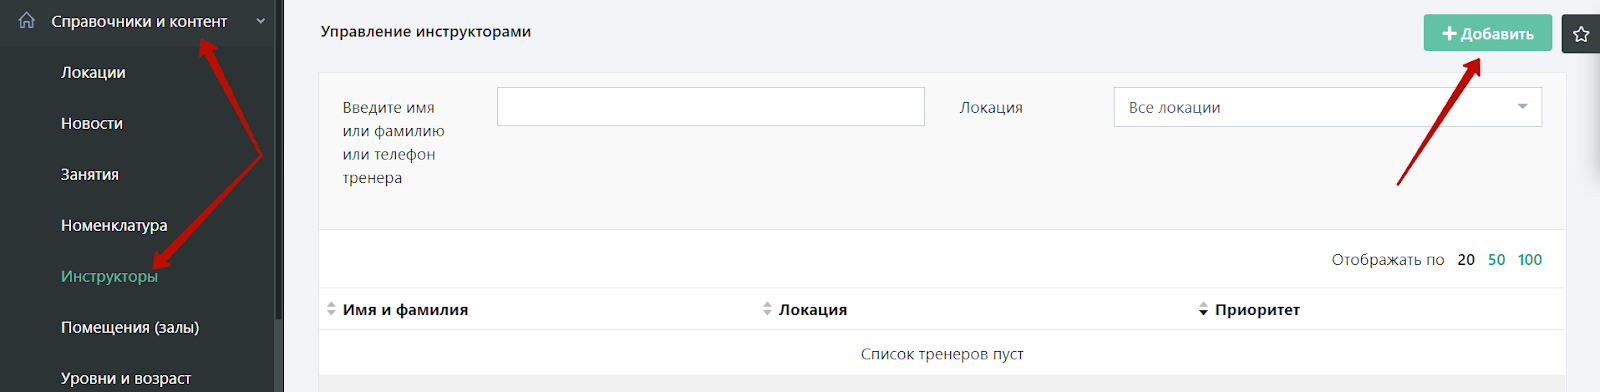 Справочники и контент
Локации
Новости
Занятия
Номенклатура
Инструкторы
Помещения (залы)
Уровни и возраст
Управление инструкторами
Добавить
Введите имя
или фамилию
или телефон
тренера
Локация
Все локации
Отображать по 20 50 100
Имя и фамилия Локация Приоритет
Список тренеров пуст